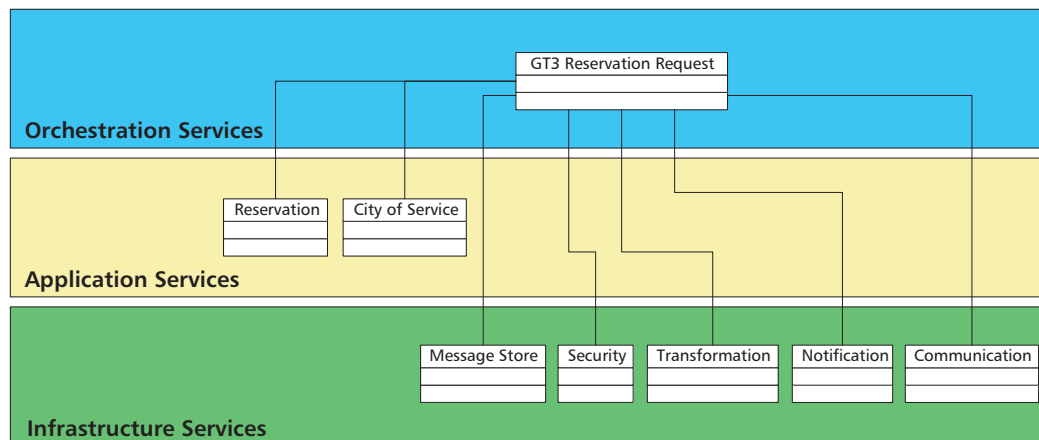 GT3 Reservation Request
Orchestration Services
Reservation
City of Service
Application Services
Message Store
Security
Transformation
Notification
Communication
Infrastructure Services